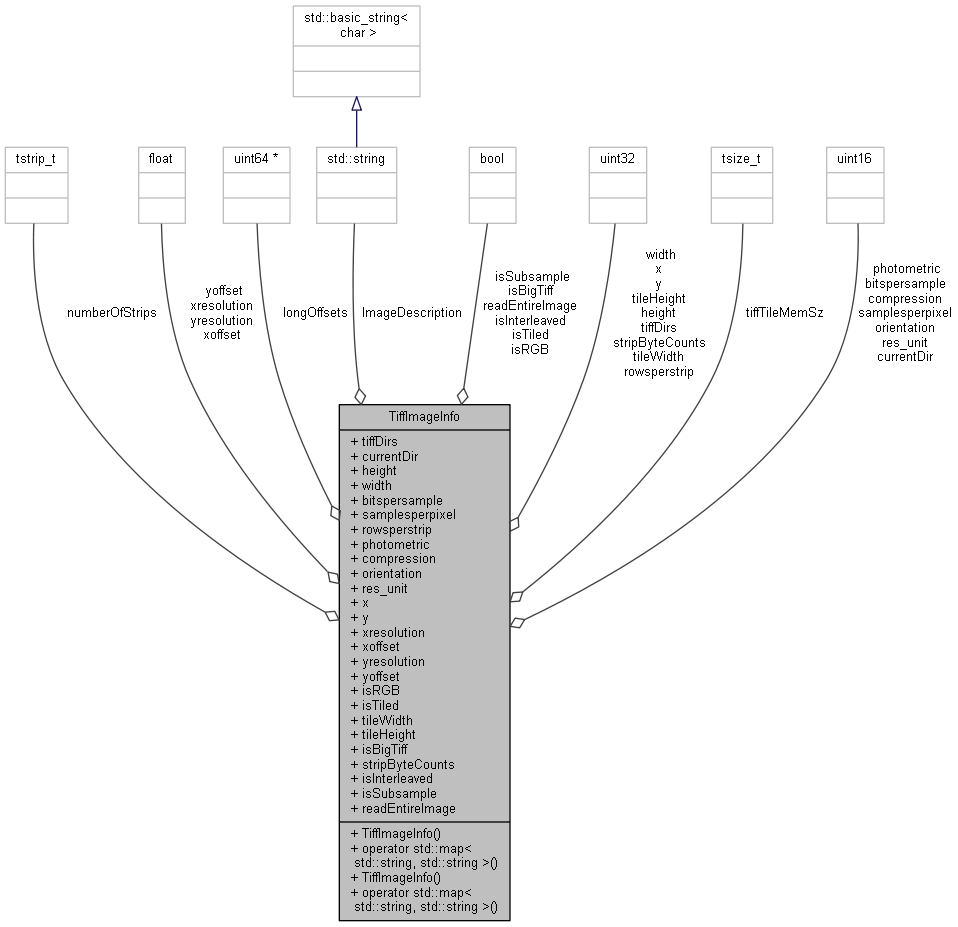 std::basic_string<
char >
tstrip_t
float
uint64 *
std::string
bool
uint32
tsize_t
uint16
numberOfStrips
yoffset
xresolution
yresolution
xoffset
longOffsets
ImageDescription
isSubsample
isBigTiff
readEntireImage
isInterleaved
isTiled
isRGB
width
x
y
tileHeight
height
tiffDirs
stripByteCounts
tileWidth
rowsperstrip
tiffTileMemSz
photometric
bitspersample
compression
samplesperpixel
orientation
res_unit
currentDir
TiffImageInfo
+ tiffDirs
+ currentDir
+ height
+ width
+ bitspersample
+ samplesperpixel
+ rowsperstrip
+ photometric
+ compression
+ orientation
+ res_unit
+ x
+ y
+ xresolution
+ xoffset
+ yresolution
+ yoffset
+ isRGB
+ isTiled
+ tileWidth
+ tileHeight
+ isBigTiff
+ stripByteCounts
+ isInterleaved
+ isSubsample
+ readEntireImage
+ TiffImageInfo()
+ operator std::map<
std::string, std::string >()
+ TiffImageInfo()
+ operator std::map<
std::string, std::string >()